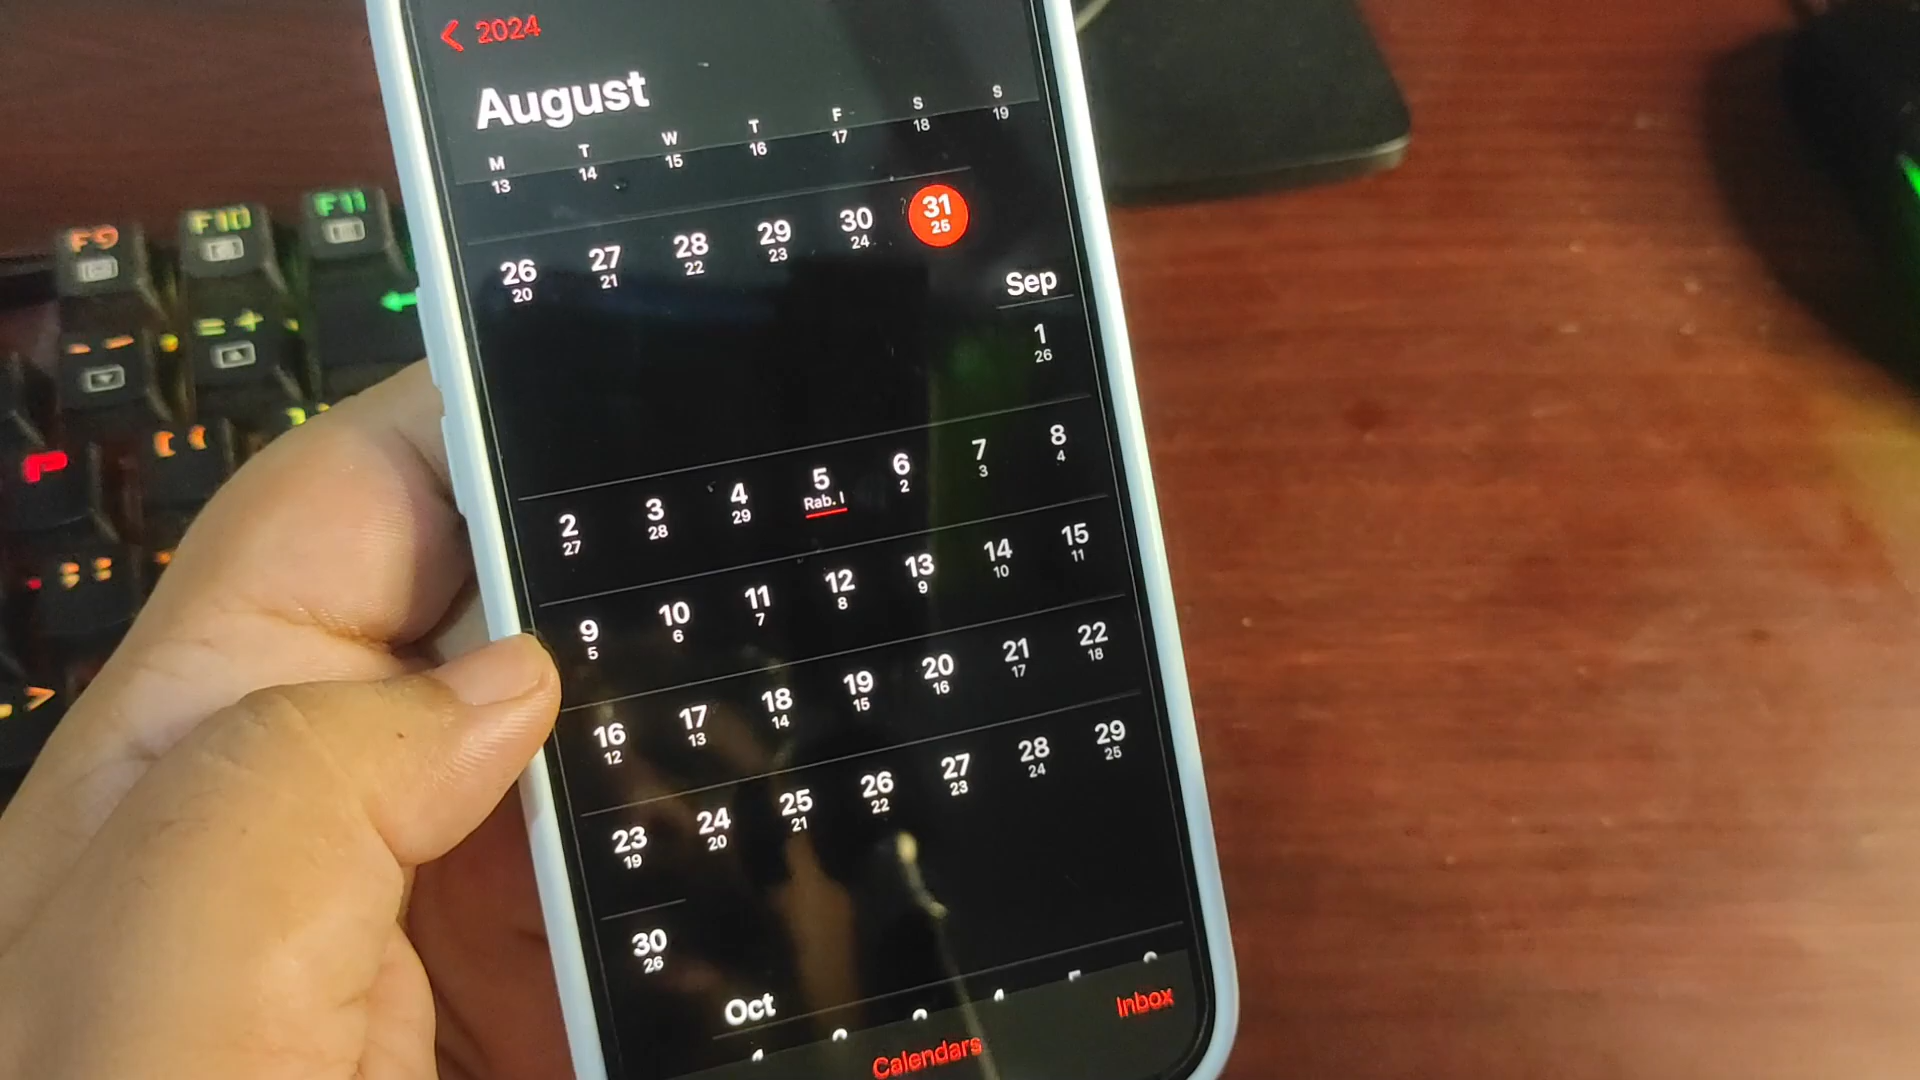 2024
August
M T W T F S S
13 14 15 16 17 18 19
26 27 28 29 30 31
20 21 22 23 24 25
Sep
1
26
2 3 4 5 6 7 8
27 28 29 Rab. I 2 3 4
9 10 11 12 13 14 15
5 6 7 8 9 10 11
16 17 18 19 20 21 22
12 13 14 15 16 17 18
23 24 25 26 27 28 29
19 20 21 22 23 24 25
30
26
Oct
Calendars
Inbox
F9 F10 F11
- - = +